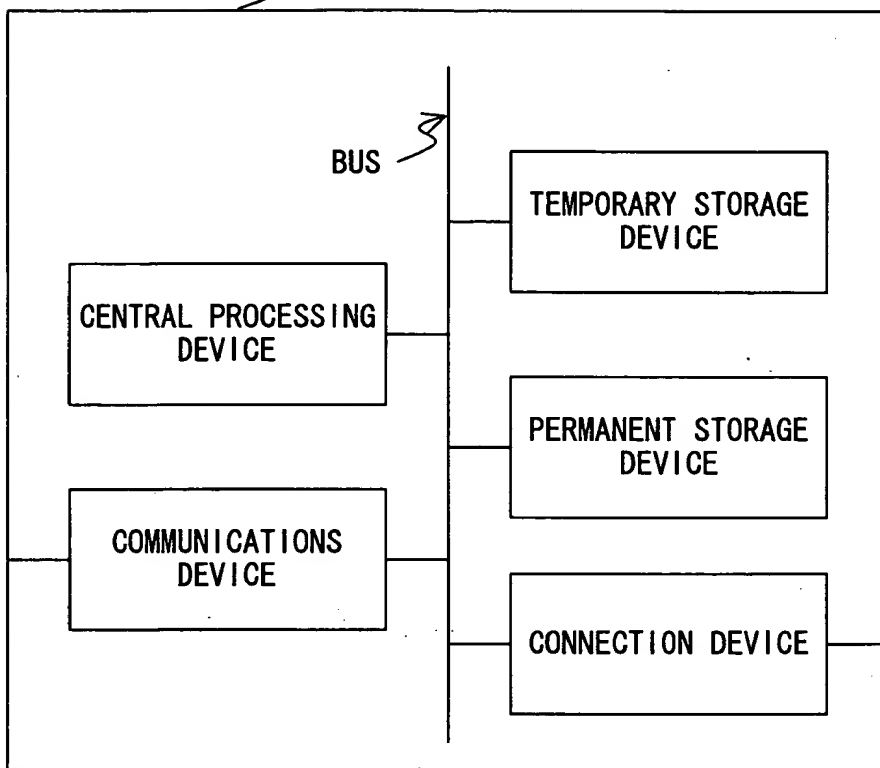 BUS
TEMPORARY STORAGE
DEVICE
CENTRAL PROCESSING
DEVICE
PERMANENT STORAGE
DEVICE
COMMUNICATIONS
DEVICE
CONNECTION DEVICE